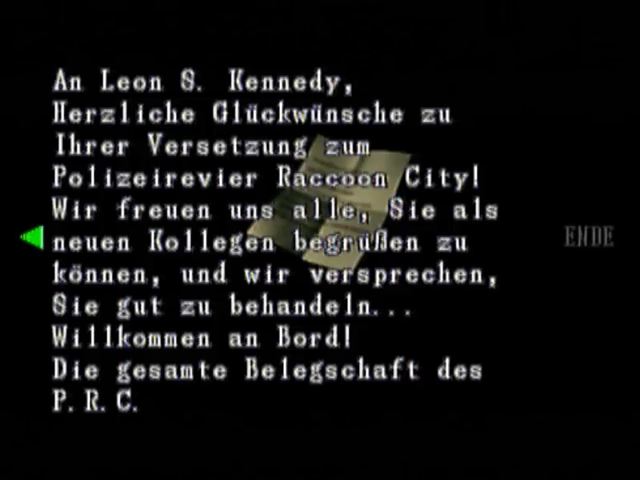 An Leon S. Kennedy,
Herzliche Glückwünsche zu
Ihrer Versetzung zum
Polizeirevier Raccoon City!
Wir freuen uns alle, Sie als
neuen Kollegen begrüßen zu
können, und wir versprechen,
Sie gut zu behandeln...
Willkommen an Bord!
Die gesamte Belegschaft des
P.R.C.
ENDE